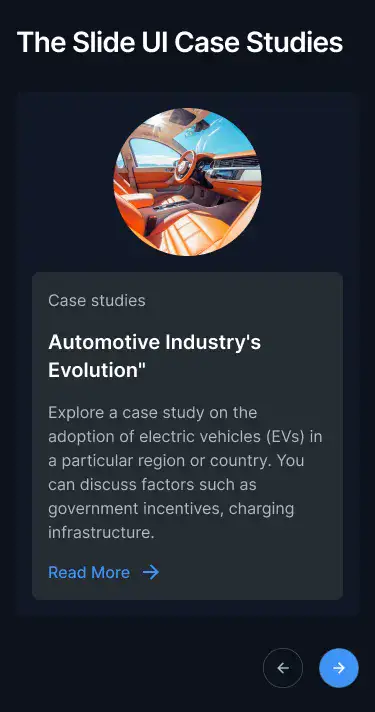 The Slide UI Case Studies
Case studies
Automotive Industry's
Evolution"
Explore a case study on the
adoption of electric vehicles (EVs) in
a particular region or country. You
can discuss factors such as
government incentives, charging
infrastructure.
Read More